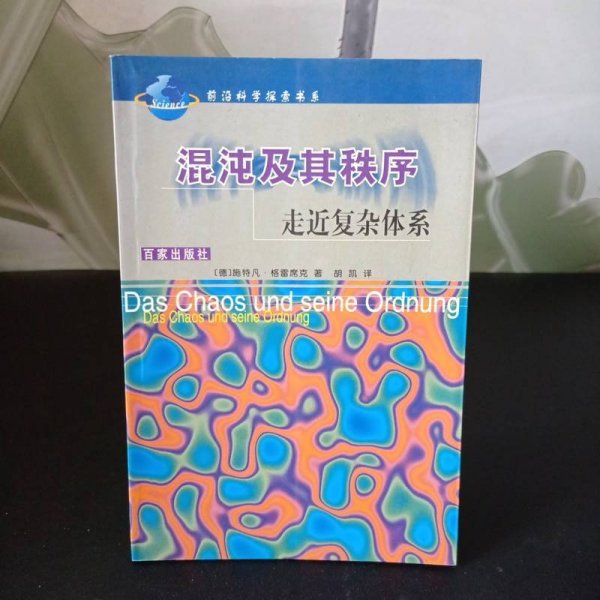 Science
前沿科学探索书系
混沌及其秩序
走近复杂体系
百家出版社
〔德〕施特凡·格雷席克 著 胡凯 译
Das Chaos und seine Ordnung
Das Chaos und seine Ordnung